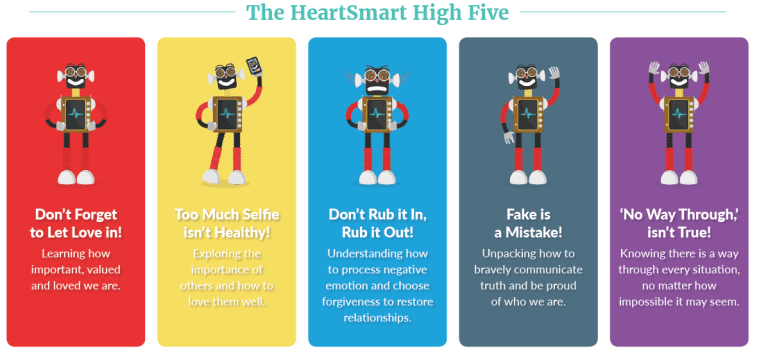 The HeartSmart High Five
Don't Forget
to Let Love in!
Learning how
important, valued
and loved we are.
Too Much Selfie
isn't Healthy!
Exploring the
importance of
others and how to
love them well.
Don't Rub it In,
Rub it Out!
Understanding how
to process negative
emotion and choose
forgiveness to restore
relationships.
Fake is
a Mistake!
Unpacking how to
bravely communicate
truth and be proud
of who we are.
‘No Way Through,’
isn't True!
Knowing there is a way
through every situation,
no matter how
impossible it may seem.